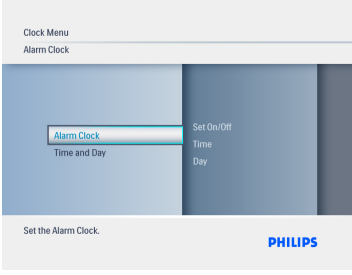 Clock Menu
Alarm Clock
Alarm Clock
Time and Day
Set On/Off
Time
Day
Set the Alarm Clock.
PHILIPS